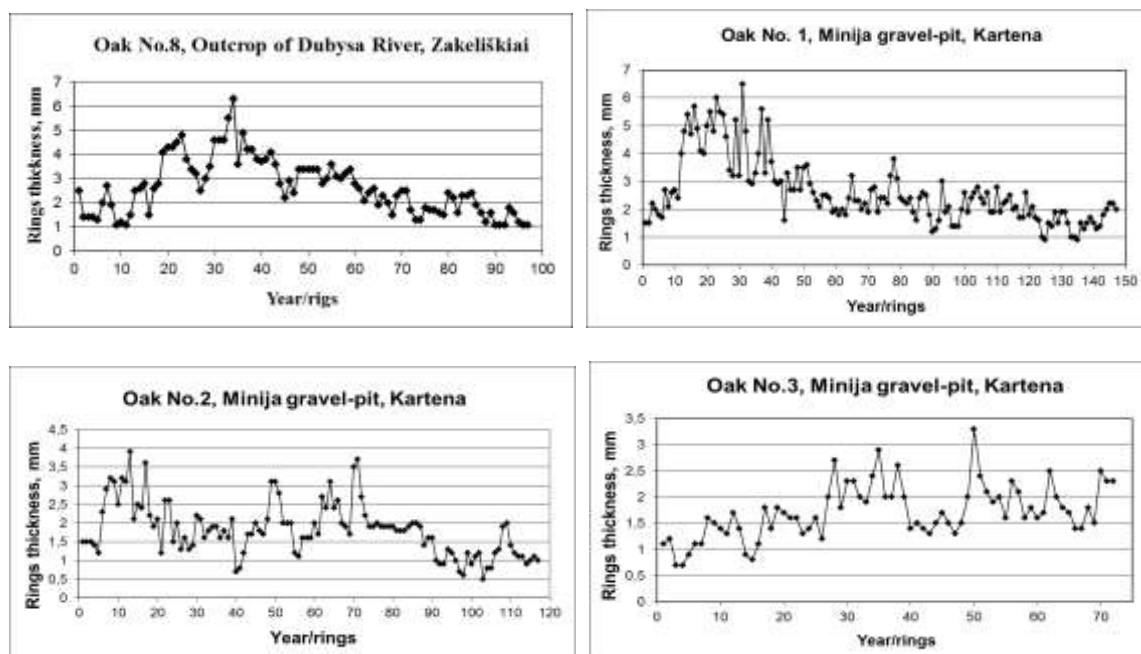 Oak No.8, Outcrop of Dubysa River, Zakeliškiai
Rings thickness, mm
7
6
5
4
3
2
1
0
0 10 20 30 40 50 60 70 80 90 100
Year/rigs
Oak No. 1, Minija gravel-pit, Kartena
Rings thickness, mm
7
6
5
4
3
2
1
0
0 10 20 30 40 50 60 70 80 90 100 110 120 130 140 150
Year/rings
Oak No.2, Minija gravel-pit, Kartena
Rings thickness, mm
4,5
4
3,5
3
2,5
2
1,5
1
0,5
0
0 10 20 30 40 50 60 70 80 90 100 110 120
Year/rings
Oak No.3, Minija gravel-pit, Kartena
Rings thickness, mm
3,5
3
2,5
2
1,5
1
0,5
0
0 10 20 30 40 50 60 70
Year/rings